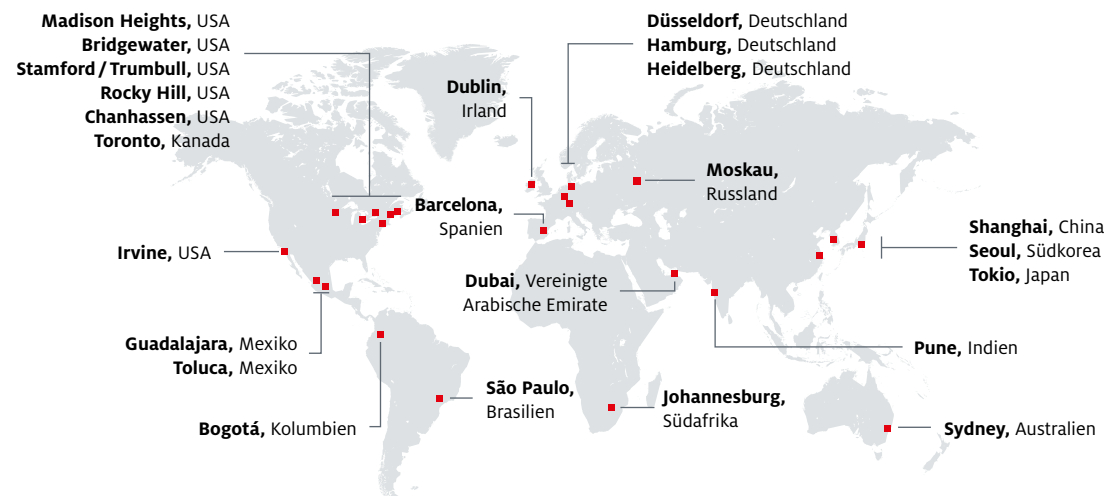 Madison Heights, USA
Bridgewater, USA
Stamford / Trumbull, USA
Rocky Hill, USA
Chanhassen, USA
Toronto, Kanada
Düsseldorf, Deutschland
Hamburg, Deutschland
Heidelberg, Deutschland
Dublin,
Irland
Moskau,
Russland
Barcelona,
Spanien
Irvine, USA
Shanghai, China
Seoul, Südkorea
Tokio, Japan
Dubai, Vereinigte
Arabische Emirate
Guadalajara, Mexiko
Toluca, Mexiko
Pune, Indien
São Paulo,
Brasilien
Johannesburg,
Südafrika
Bogotá, Kolumbien
Sydney, Australien